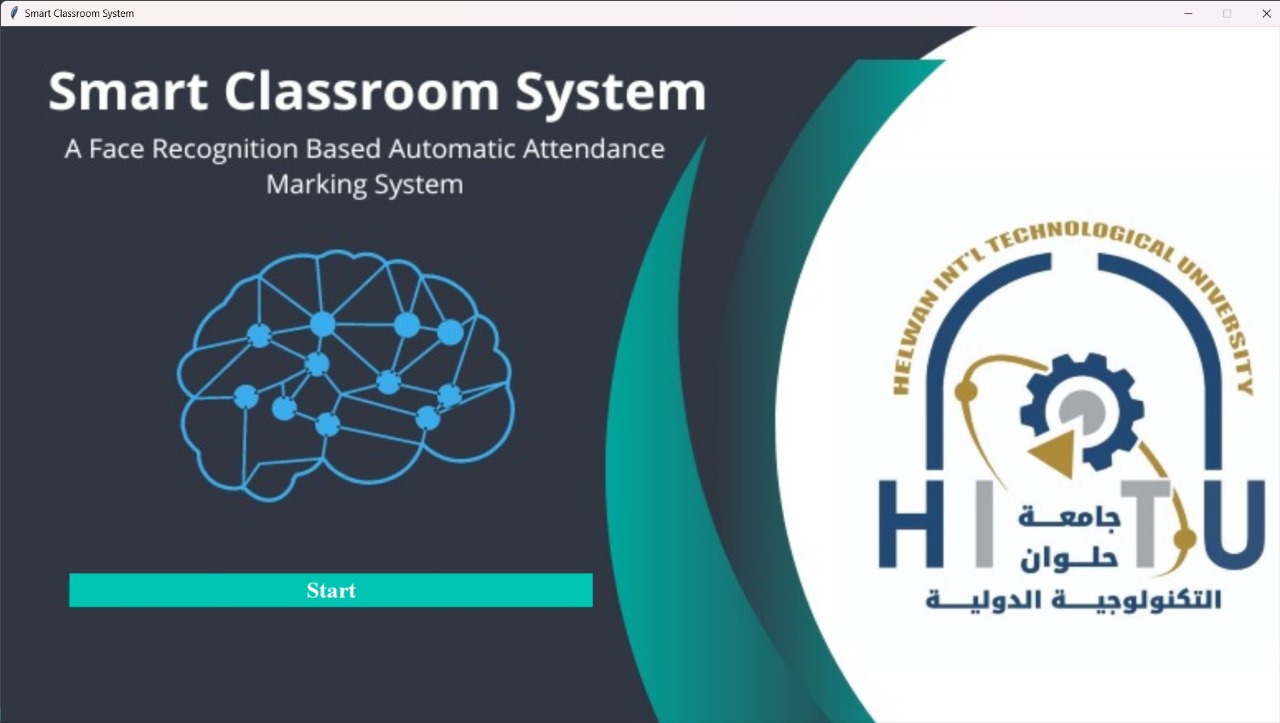 Smart Classroom System
Smart Classroom System
A Face Recognition Based Automatic Attendance
Marking System
Start
HELWAN INT'L TECHNOLOGICAL UNIVERSITY
H I T U
جامعة
حلوان
التكنولوجية الدولية